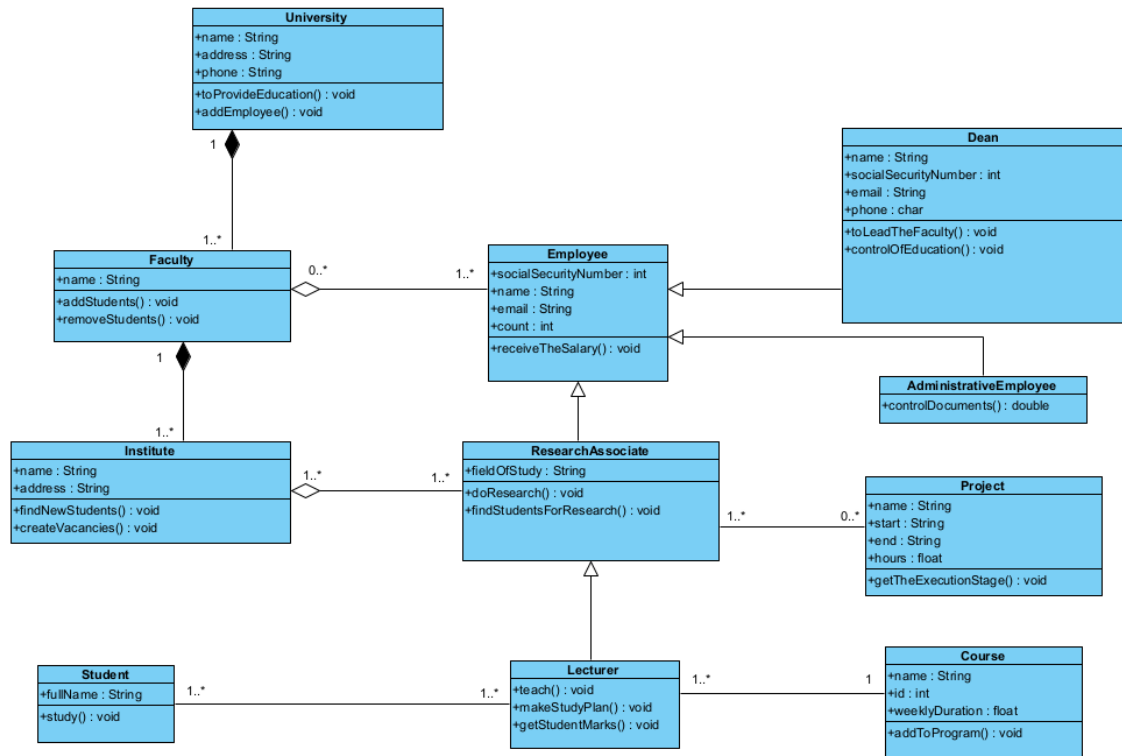 University
+name : String
+address : String
+phone : String
+toProvideEducation() : void
+addEmployee() : void
1
1..*
Dean
+name : String
+socialSecurityNumber : int
+email : String
+phone : char
+toLeadTheFaculty() : void
+controlOfEducation() : void
Faculty
+name : String
+addStudents() : void
+removeStudents() : void
0..*
1..*
Employee
+socialSecurityNumber : int
+name : String
+email : String
+count : int
+receiveTheSalary() : void
1
1..*
AdministrativeEmployee
+controlDocuments() : double
Institute
+name : String
+address : String
+findNewStudents() : void
+createVacancies() : void
1..*
1..*
ResearchAssociate
+fieldOfStudy : String
+doResearch() : void
+findStudentsForResearch() : void
1..*
0..*
Project
+name : String
+start : String
+end : String
+hours : float
+getTheExecutionStage() : void
Student
+fullName : String
+study() : void
1..*
1..*
Lecturer
+teach() : void
+makeStudyPlan() : void
+getStudentMarks() : void
1..*
1
Course
+name : String
+id : int
+weeklyDuration : float
+addToProgram() : void